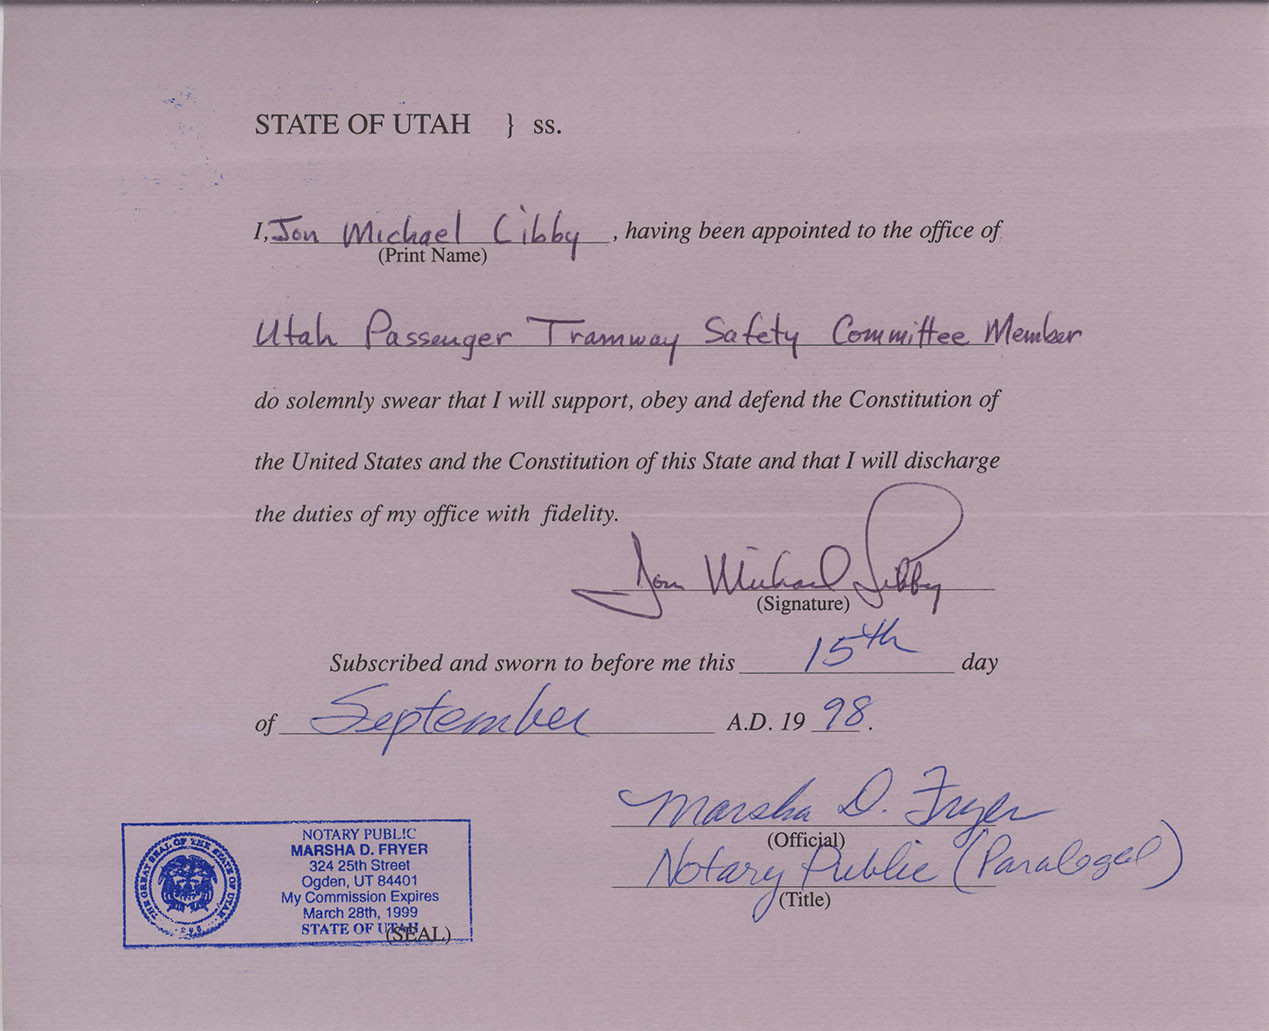 STATE OF UTAH } ss.
I, Jon Michael Libby, having been appointed to the office of
(Print Name)
Utah Passenger Tramway Safety Committee Member
do solemnly swear that I will support, obey and defend the Constitution of
the United States and the Constitution of this State and that I will discharge
the duties of my office with fidelity.
Jon Michael Libby
(Signature)
Subscribed and sworn to before me this 15th day
of September A.D. 19 98.
Marsha D. Fryer
(Official)
Notary Public (Paralegal)
(Title)
NOTARY PUBLIC
MARSHA D. FRYER
324 25th Street
Ogden, UT 84401
My Commission Expires
March 28th, 1999
STATE OF UTAH
(SEAL)
THE GREAT SEAL OF THE STATE OF UTAH